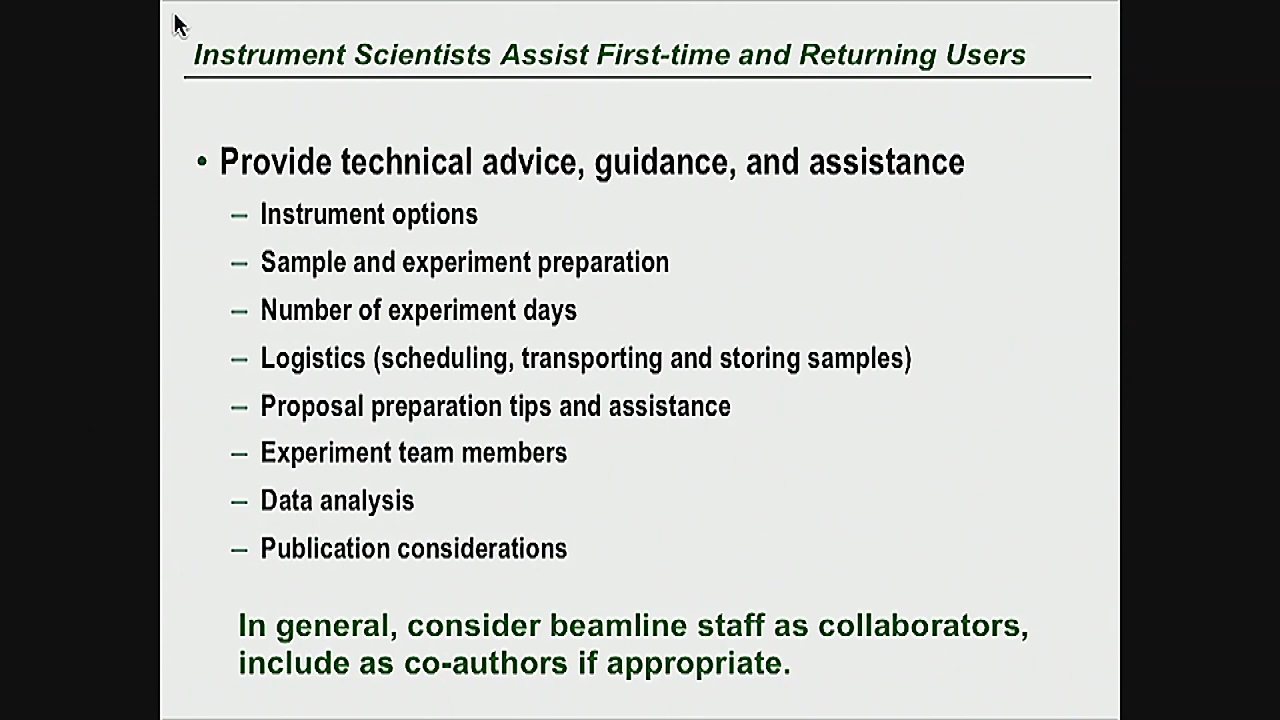 Instrument Scientists Assist First-time and Returning Users
• Provide technical advice, guidance, and assistance
– Instrument options
– Sample and experiment preparation
– Number of experiment days
– Logistics (scheduling, transporting and storing samples)
– Proposal preparation tips and assistance
– Experiment team members
– Data analysis
– Publication considerations
In general, consider beamline staff as collaborators,
include as co-authors if appropriate.